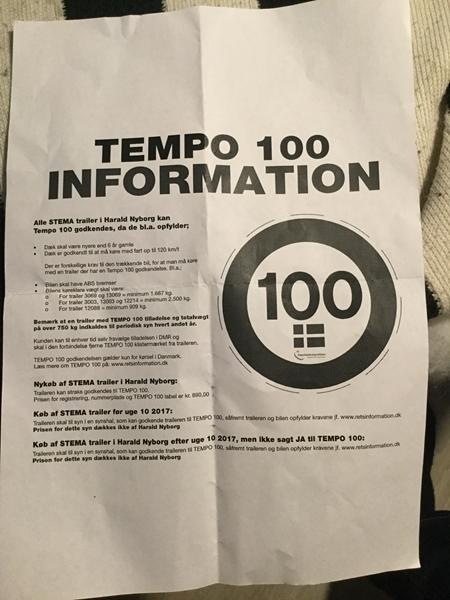 TEMPO 100
INFORMATION
Alle STEMA trailer i Harald Nyborg kan
Tempo 100 godkendes, da de bl.a. opfylder;
• Dæk skal være nyere end 6 år gamle
• Dæk er godkendt til at må køre med fart op til 120 km/t
Der er forskellige krav til den trækkende bil, for at man må køre
med en trailer der har en Tempo 100 godkendelse. Bl.a.;
• Bilen skal have ABS bremser
• Bilens køreklare vægt skal være:
o For trailer 3069 og 13069 = minimum 1.667 kg.
o For trailer 3003, 13003 og 12214 = minimum 2.500 kg.
o For trailer 12088 = minimum 909 kg.
Bemærk at en trailer med TEMPO 100 tilladelse og totalvægt
på over 750 kg indkaldes til periodisk syn hvert andet år.
Kunden kan til enhver tid selv fravælge tilladelsen i DMR og
skal i den forbindelse fjerne TEMPO 100 klistermærket fra traileren.
TEMPO 100 godkendelsen gælder kun for kørsel i Danmark.
Læs mere om TEMPO 100 på: www.retsinformation.dk
100
Nykøb af STEMA trailer i Harald Nyborg:
Traileren kan straks godkendes til TEMPO 100.
Prisen for registrering, nummerplade og TEMPO 100 label er kr. 880,00
Køb af STEMA trailer før uge 10 2017:
Traileren skal til syn i en synshal, som kan godkende trailere til TEMPO 100, såfremt traileren og bilen opfylder kravene jf. www.retsinformation.dk
Prisen for dette syn dækkes ikke af Harald Nyborg
Køb af STEMA trailer i Harald Nyborg efter uge 10 2017, men ikke sagt JA til TEMPO 100:
Traileren skal til syn i en synshal, som kan godkende trailere til TEMPO 100, såfremt traileren og bilen opfylder kravene jf. www.retsinformation.dk
Prisen for dette syn dækkes ikke af Harald Nyborg